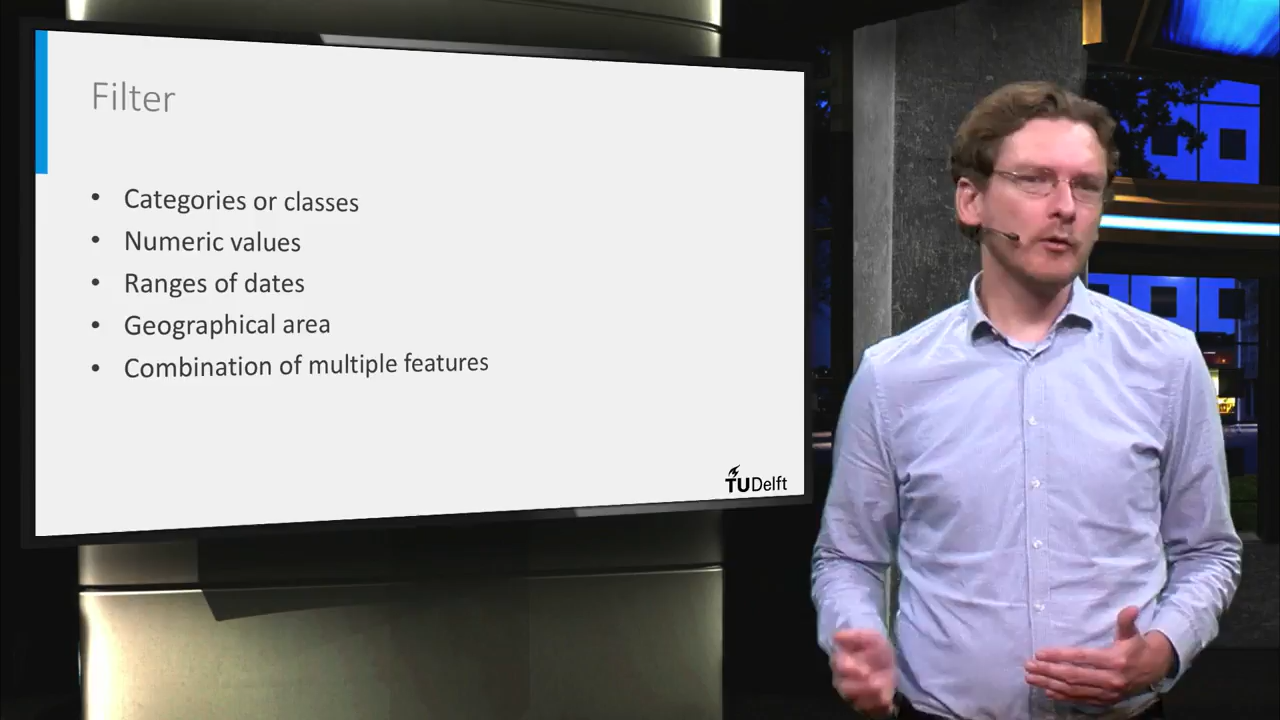 Filter
• Categories or classes
• Numeric values
• Ranges of dates
• Geographical area
• Combination of multiple features
TUDelft